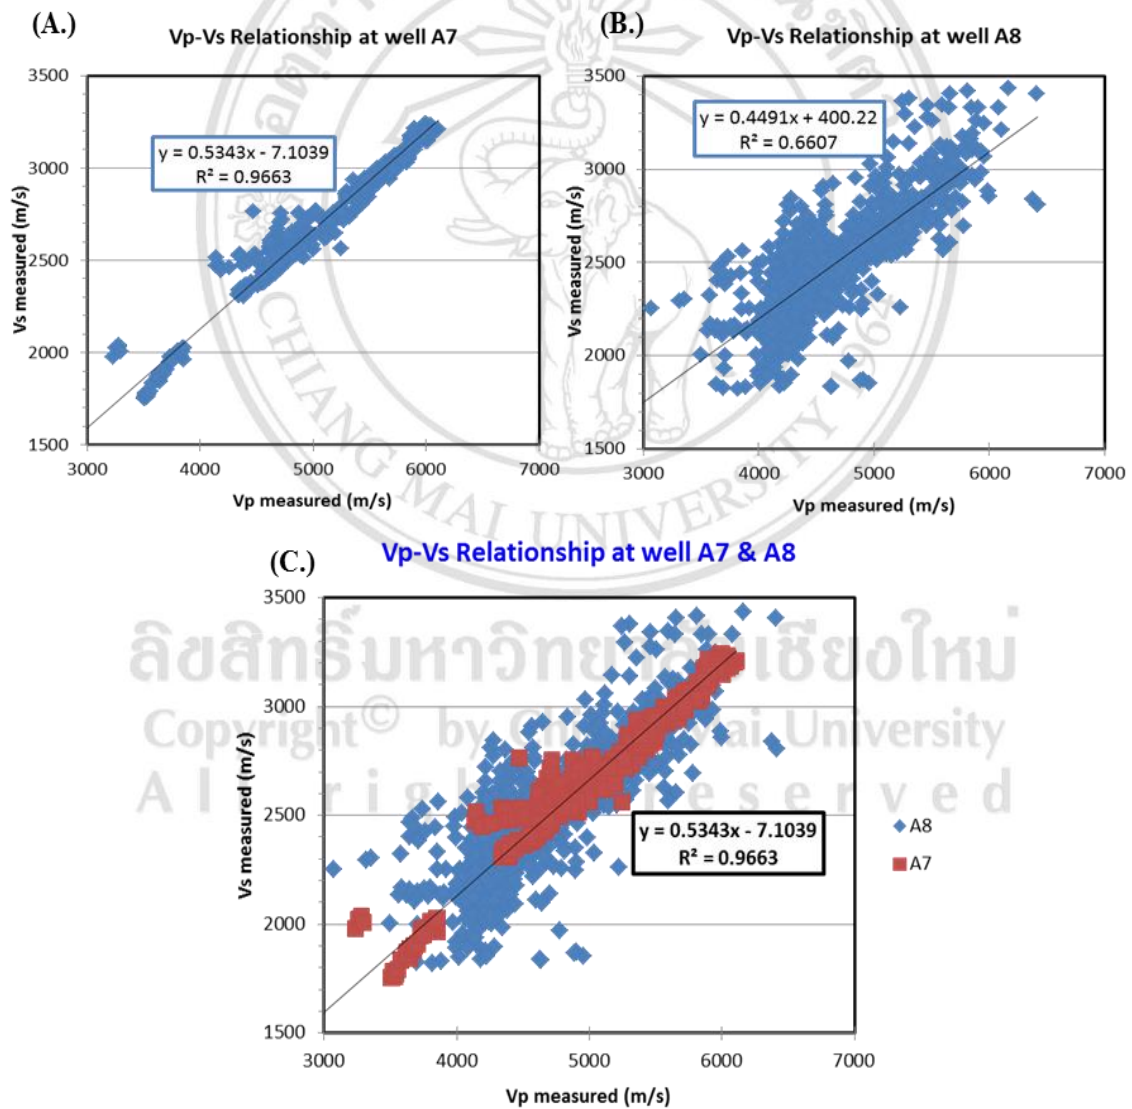 (A.)
Vp-Vs Relationship at well A7
3500
3000
2500
2000
1500
3000
4000
5000
6000
7000
Vs measured (m/s)
Vp measured (m/s)
y = 0.5343x - 7.1039
R² = 0.9663
(B.)
Vp-Vs Relationship at well A8
3500
3000
2500
2000
1500
3000
4000
5000
6000
7000
Vs measured (m/s)
Vp measured (m/s)
y = 0.4491x + 400.22
R² = 0.6607
CHIANG MAI UNIVERSITY 1964
(C.)
Vp-Vs Relationship at well A7 & A8
3500
3000
2500
2000
1500
3000
4000
5000
6000
7000
Vs measured (m/s)
Vp measured (m/s)
y = 0.5343x - 7.1039
R² = 0.9663
A8
A7
ลิขสิทธิ์มหาวิทยาลัยเชียงใหม่
Copyright© by Chiang Mai University
All rights reserved